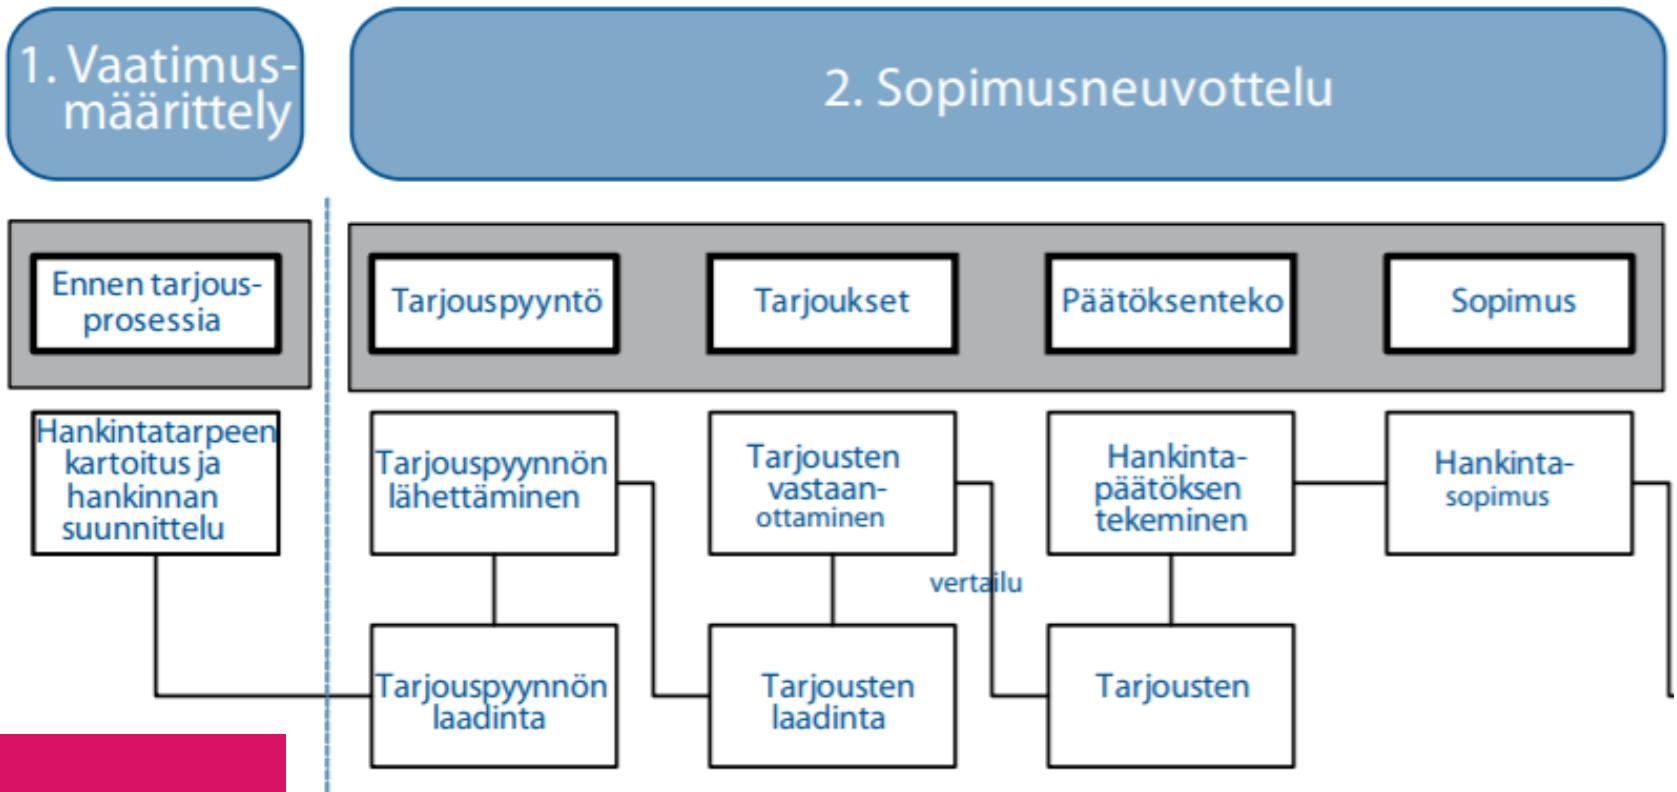 1. Vaatimus-
määrittely
2. Sopimusneuvottelu
Ennen tarjous-
prosessia
Tarjouspyyntö
Tarjoukset
Päätöksenteko
Sopimus
Hankintatarpeen
kartoitus ja
hankinnan
suunnittelu
Tarjouspyynnön
lähettäminen
Tarjousten
vastaan-
ottaminen
Hankinta-
päätöksen
tekeminen
Hankinta-
sopimus
vertailu
Tarjouspyynnön
laadinta
Tarjousten
laadinta
Tarjousten